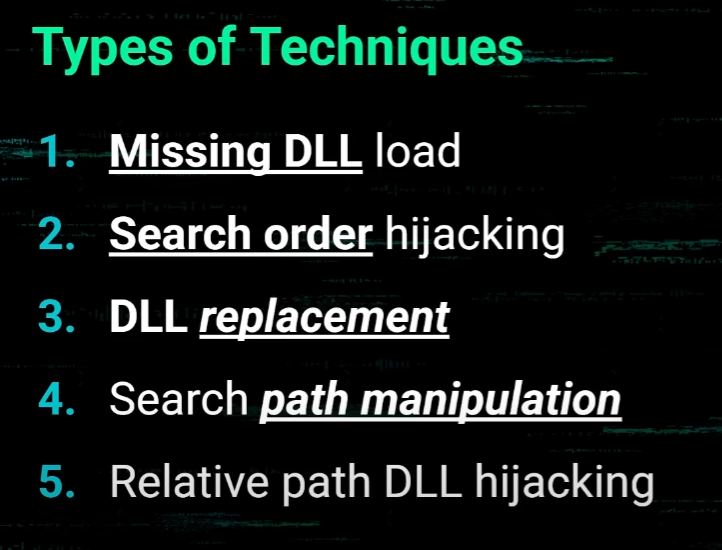 Types of Techniques
1. Missing DLL load
2. Search order hijacking
3. DLL replacement
4. Search path manipulation
5. Relative path DLL hijacking